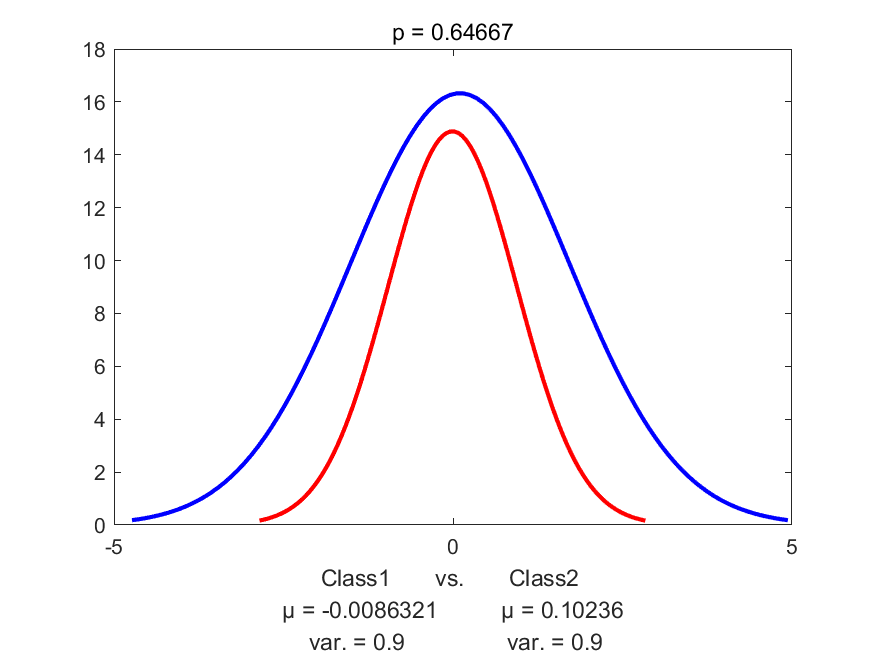 p = 0.64667
18
16
14
12
10
8
6
4
2
0
-5 0 5
Class1 vs. Class2
μ = -0.0086321 μ = 0.10236
var. = 0.9 var. = 0.9